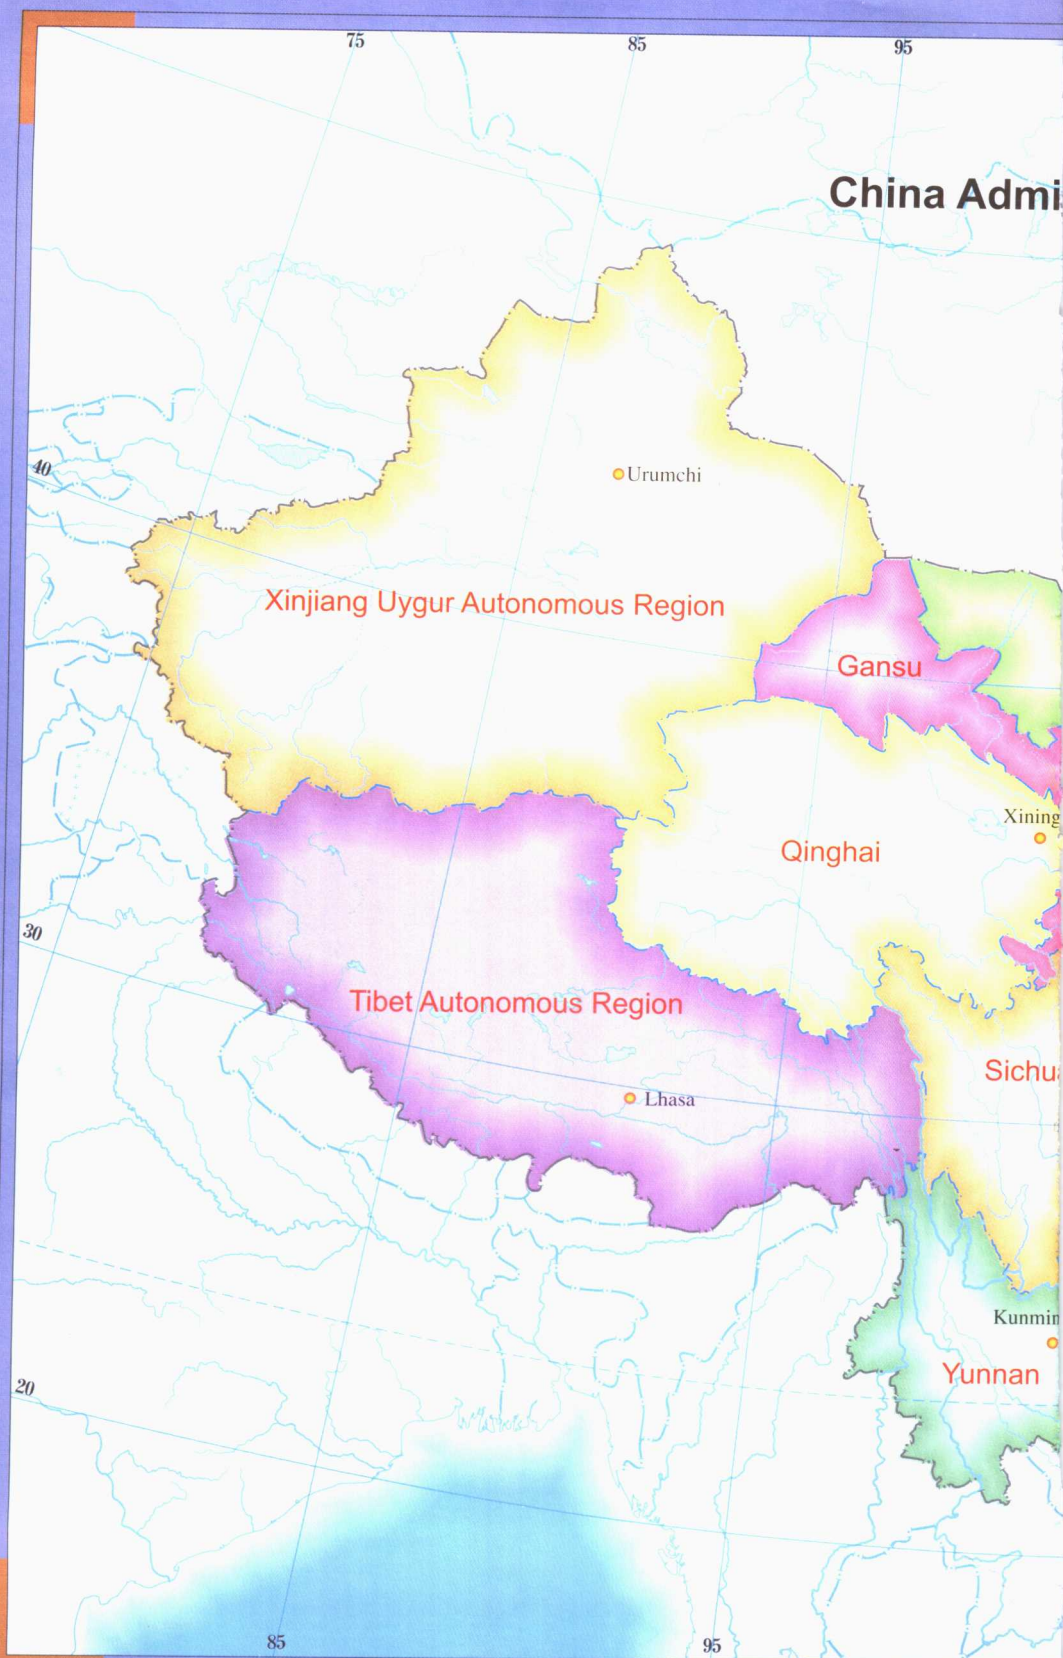 75
85
95
China Admi
40
Urumchi
Xinjiang Uygur Autonomous Region
Gansu
Xining
Qinghai
30
Tibet Autonomous Region
Sichua
Lhasa
Kunmin
Yunnan
20
85
95